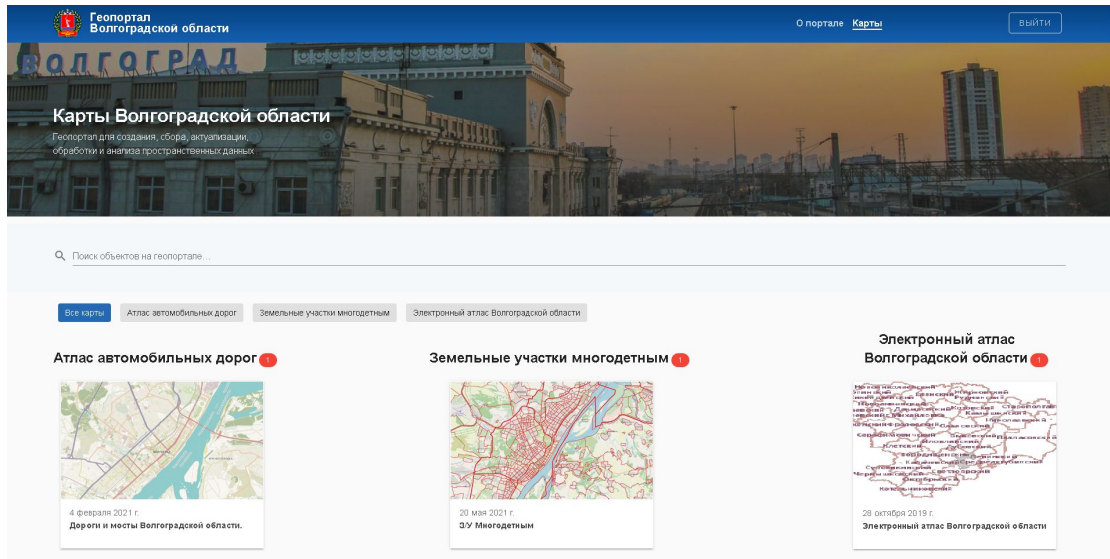 Геопортал
Волгоградской области
О портале Карты
ВЫЙТИ
ВОЛГОГРАД
Карты Волгоградской области
Геопортал для создания, сбора, актуализации,
обработки и анализа пространственных данных
Поиск объектов на геопортале...
Все карты
Атлас автомобильных дорог
Земельные участки многодетным
Электронный атлас Волгоградской области
Атлас автомобильных дорог 1
Земельные участки многодетным 1
Электронный атлас
Волгоградской области 1
4 февраля 2021 г.
Дороги и мосты Волгоградской области.
20 мая 2021 г.
З/У Многодетным
26 октября 2019 г.
Электронный атлас Волгоградской области